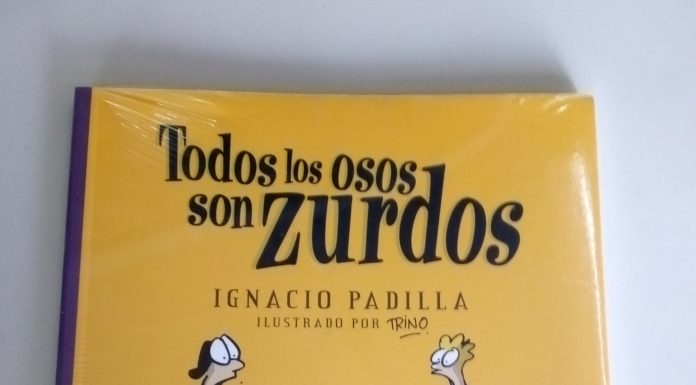 Todos los osos
son zurdos
IGNACIO PADILLA
ILUSTRADO POR TRINO